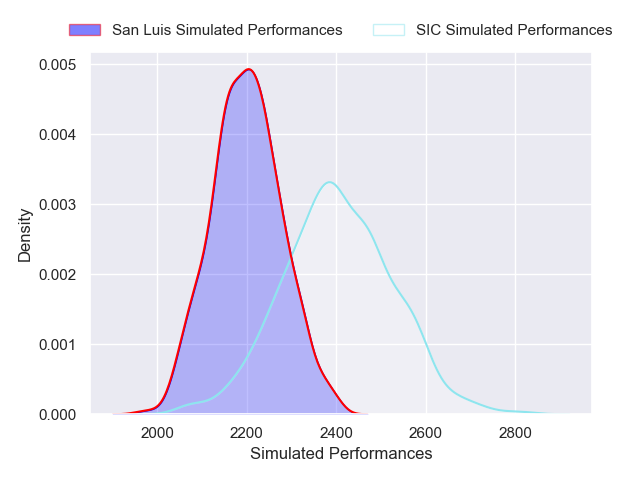 San Luis Simulated Performances SIC Simulated Performances
0.005
0.004
0.003
0.002
0.001
0.000
Density
2000 2200 2400 2600 2800
Simulated Performances